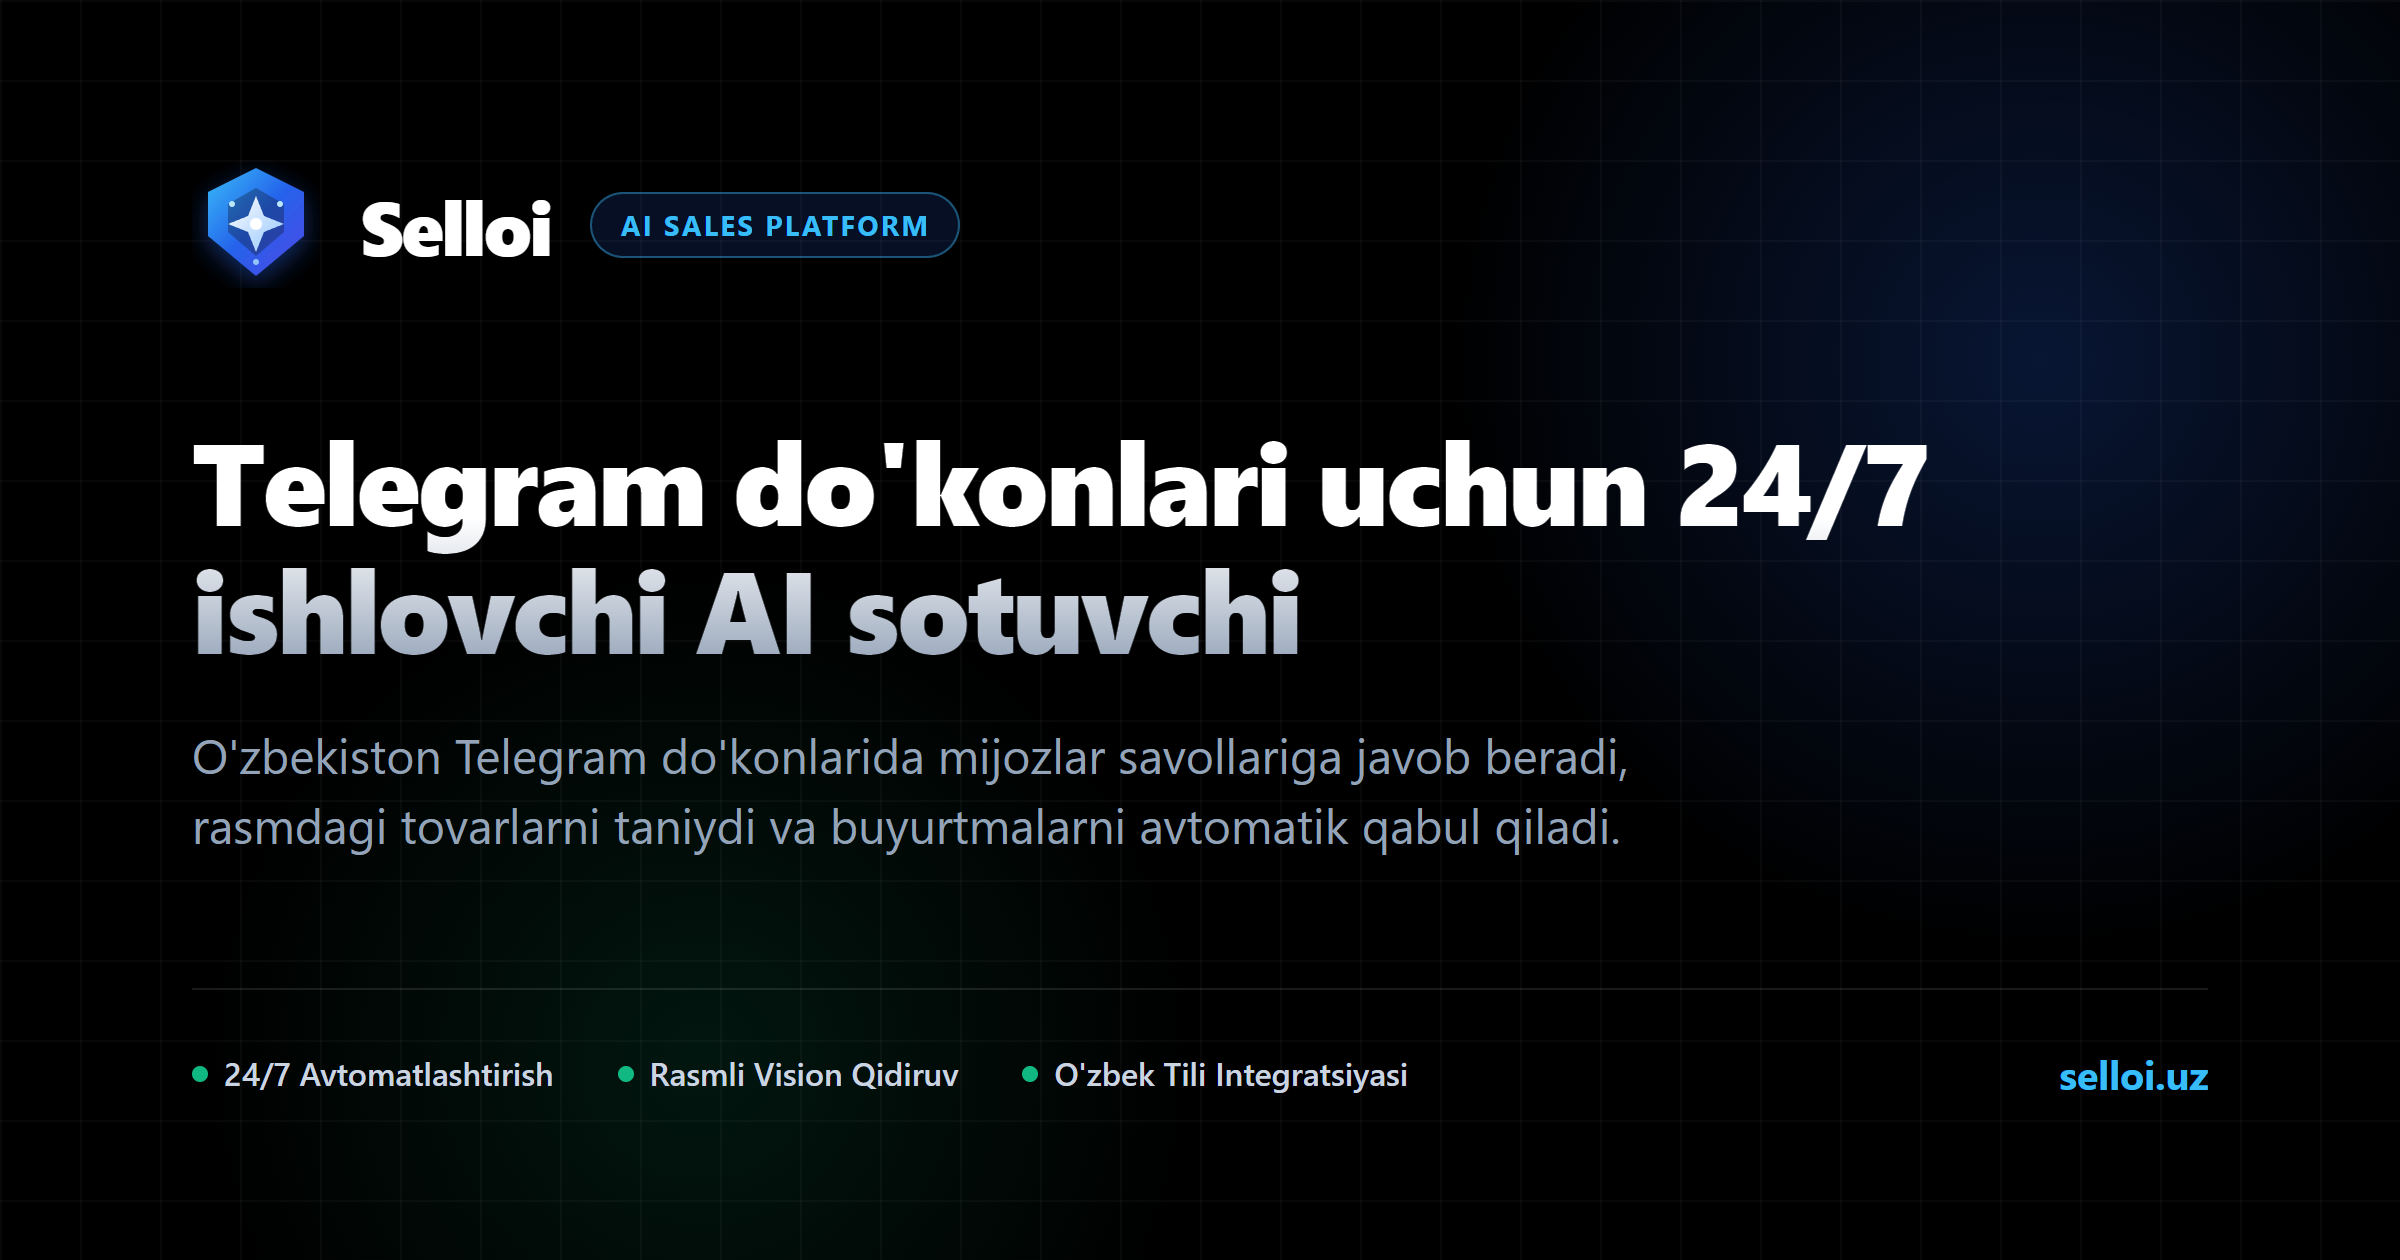 Selloi
AI SALES PLATFORM
Telegram do'konlari uchun 24/7
ishlovchi AI sotuvchi
O'zbekiston Telegram do'konlarida mijozlar savollariga javob beradi,
rasmdagi tovarlarni taniydi va buyurtmalarni avtomatik qabul qiladi.
24/7 Avtomatlashtirish
Rasmli Vision Qidiruv
O'zbek Tili Integratsiyasi
selloi.uz